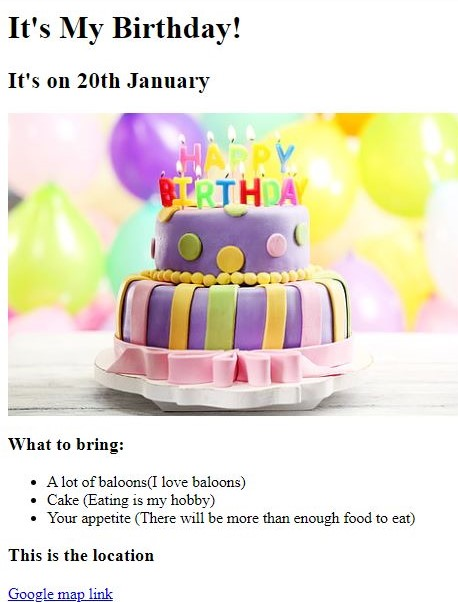 It's My Birthday!
It's on 20th January
HAPPY
BIRTHDAY
What to bring:
A lot of baloons(I love baloons)
Cake (Eating is my hobby)
Your appetite (There will be more than enough food to eat)
This is the location
Google map link